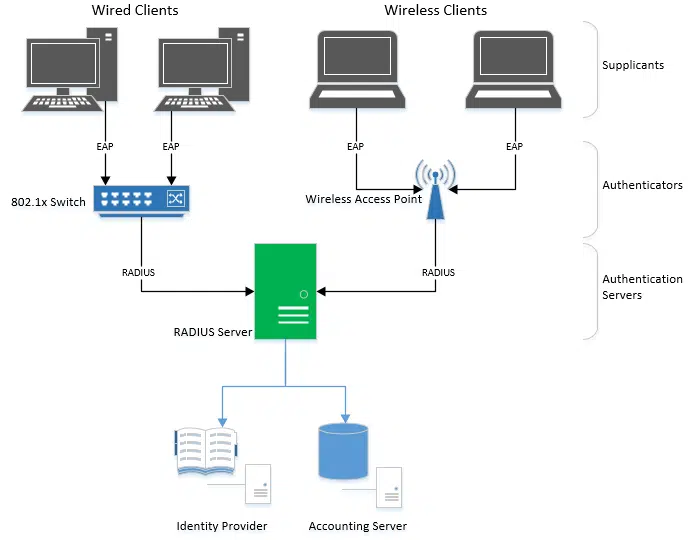 Wired Clients
Wireless Clients
Supplicants
EAP
EAP
EAP
EAP
802.1x Switch
Wireless Access Point
Authenticators
RADIUS
RADIUS
Authentication
Servers
RADIUS Server
Identity Provider
Accounting Server